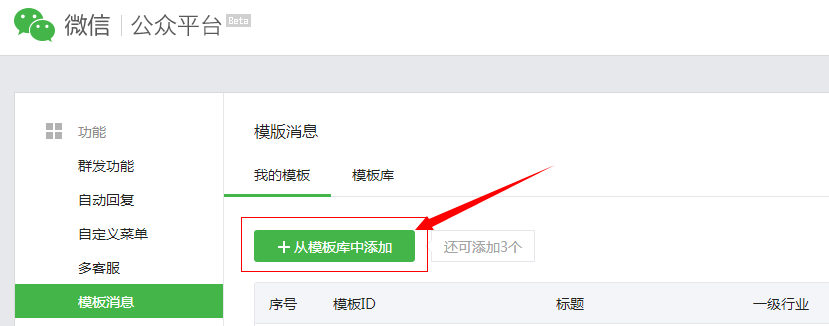 微信 公众平台 Beta
功能
群发功能
自动回复
自定义菜单
多客服
模板消息
模版消息
我的模板 模板库
从模板库中添加 还可添加3个
序号 模板ID 标题 一级行业